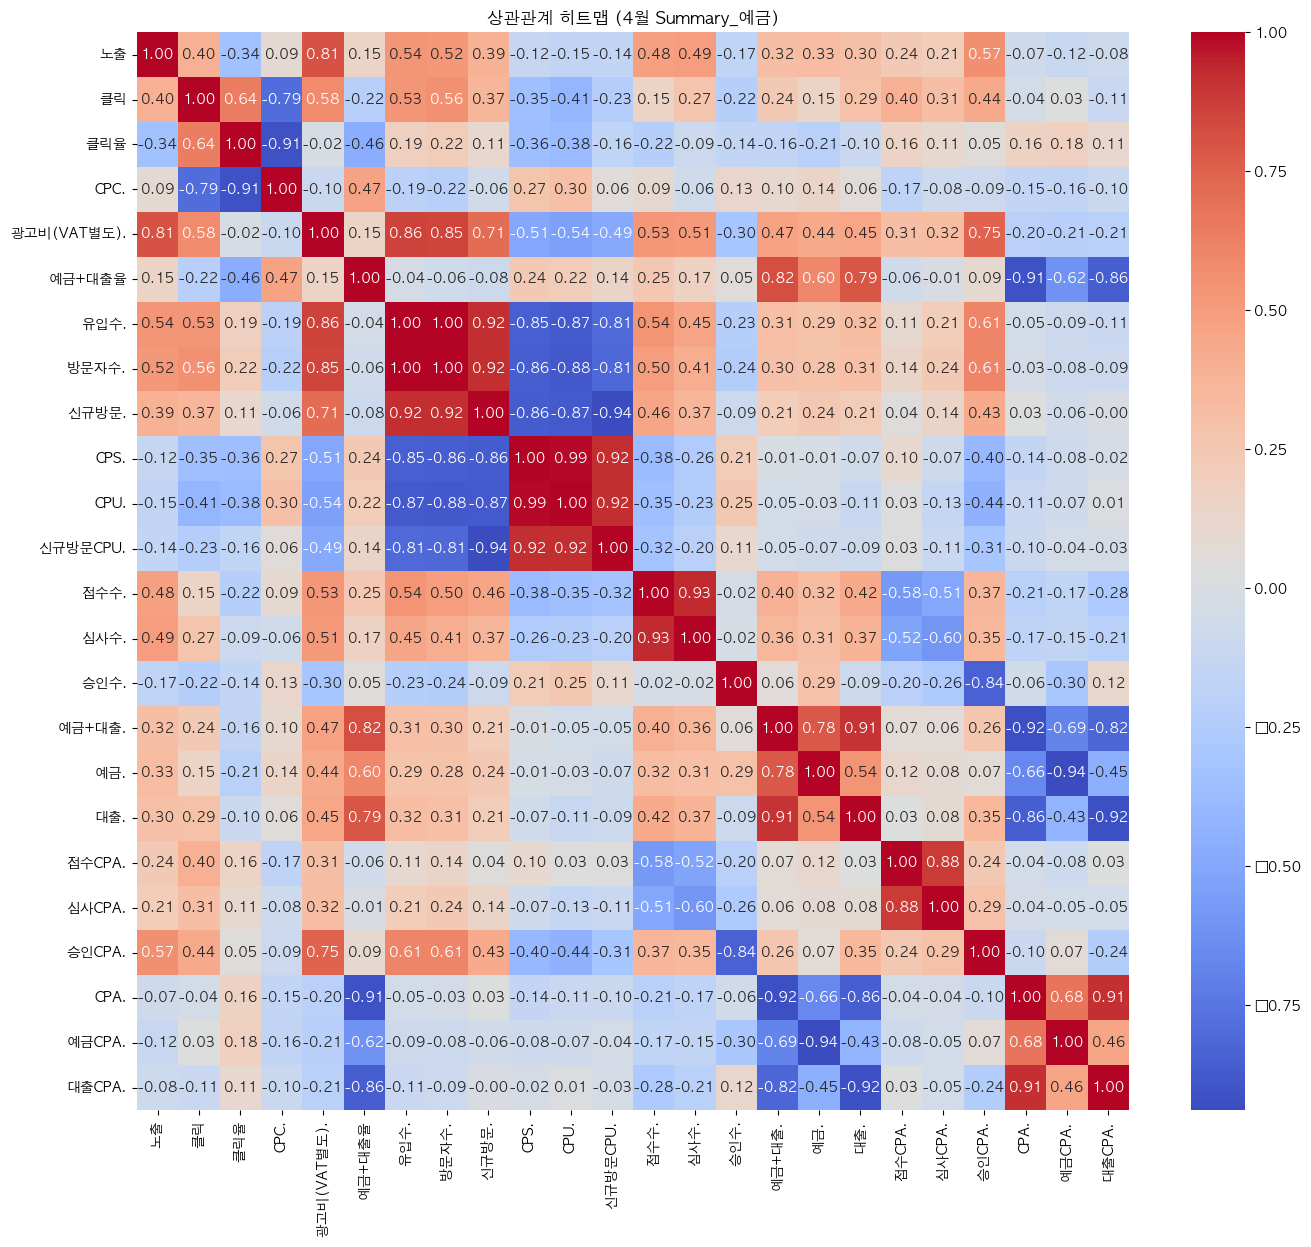 상관관계 히트맵 (4월 Summary_예금)
노출 1.00 0.40 -0.34 0.09 0.81 0.15 0.54 0.52 0.39 -0.12 -0.15 -0.14 0.48 0.49 -0.17 0.32 0.33 0.30 0.24 0.21 0.57 -0.07 -0.12 -0.08
클릭 0.40 1.00 0.64 -0.79 0.58 -0.22 0.53 0.56 0.37 -0.35 -0.41 -0.23 0.15 0.27 -0.22 0.24 0.15 0.29 0.40 0.31 0.44 -0.04 0.03 -0.11
클릭율 -0.34 0.64 1.00 -0.91 -0.02 -0.46 0.19 0.22 0.11 -0.36 -0.38 -0.16 -0.22 -0.09 -0.14 -0.16 -0.21 -0.10 0.16 0.11 0.05 0.16 0.18 0.11
CPC. 0.09 -0.79 -0.91 1.00 -0.10 0.47 -0.19 -0.22 -0.06 0.27 0.30 0.06 0.09 -0.06 0.13 0.10 0.14 0.06 -0.17 -0.08 -0.09 -0.15 -0.16 -0.10
광고비(VAT별도). 0.81 0.58 -0.02 -0.10 1.00 0.15 0.86 0.85 0.71 -0.51 -0.54 -0.49 0.53 0.51 -0.30 0.47 0.44 0.45 0.31 0.32 0.75 -0.20 -0.21 -0.21
예금+대출율 0.15 -0.22 -0.46 0.47 0.15 1.00 -0.04 -0.06 -0.08 0.24 0.22 0.14 0.25 0.17 0.05 0.82 0.60 0.79 -0.06 -0.01 0.09 -0.91 -0.62 -0.86
유입수. 0.54 0.53 0.19 -0.19 0.86 -0.04 1.00 1.00 0.92 -0.85 -0.87 -0.81 0.54 0.45 -0.23 0.31 0.29 0.32 0.11 0.21 0.61 -0.05 -0.09 -0.11
방문자수. 0.52 0.56 0.22 -0.22 0.85 -0.06 1.00 1.00 0.92 -0.86 -0.88 -0.81 0.50 0.41 -0.24 0.30 0.28 0.31 0.14 0.24 0.61 -0.03 -0.08 -0.09
신규방문. 0.39 0.37 0.11 -0.06 0.71 -0.08 0.92 0.92 1.00 -0.86 -0.87 -0.94 0.46 0.37 -0.09 0.21 0.24 0.21 0.04 0.14 0.43 0.03 -0.06 -0.00
CPS. -0.12 -0.35 -0.36 0.27 -0.51 0.24 -0.85 -0.86 -0.86 1.00 0.99 0.92 -0.38 -0.26 0.21 -0.01 -0.01 -0.07 0.10 -0.07 -0.40 -0.14 -0.08 -0.02
CPU. -0.15 -0.41 -0.38 0.30 -0.54 0.22 -0.87 -0.88 -0.87 0.99 1.00 0.92 -0.35 -0.23 0.25 -0.05 -0.03 -0.11 0.03 -0.13 -0.44 -0.11 -0.07 0.01
신규방문CPU. -0.14 -0.23 -0.16 0.06 -0.49 0.14 -0.81 -0.81 -0.94 0.92 0.92 1.00 -0.32 -0.20 0.11 -0.05 -0.07 -0.09 0.03 -0.11 -0.31 -0.10 -0.04 -0.03
접수수. 0.48 0.15 -0.22 0.09 0.53 0.25 0.54 0.50 0.46 -0.38 -0.35 -0.32 1.00 0.93 -0.02 0.40 0.32 0.42 -0.58 -0.51 0.37 -0.21 -0.17 -0.28
심사수. 0.49 0.27 -0.09 -0.06 0.51 0.17 0.45 0.41 0.37 -0.26 -0.23 -0.20 0.93 1.00 -0.02 0.36 0.31 0.37 -0.52 -0.60 0.35 -0.17 -0.15 -0.21
승인수. -0.17 -0.22 -0.14 0.13 -0.30 0.05 -0.23 -0.24 -0.09 0.21 0.25 0.11 -0.02 -0.02 1.00 0.06 0.29 -0.09 -0.20 -0.26 -0.84 -0.06 -0.30 0.12
예금+대출. 0.32 0.24 -0.16 0.10 0.47 0.82 0.31 0.30 0.21 -0.01 -0.05 -0.05 0.40 0.36 0.06 1.00 0.78 0.91 0.07 0.06 0.26 -0.92 -0.69 -0.82
예금. 0.33 0.15 -0.21 0.14 0.44 0.60 0.29 0.28 0.24 -0.01 -0.03 -0.07 0.32 0.31 0.29 0.78 1.00 0.54 0.12 0.08 0.07 -0.66 -0.94 -0.45
대출. 0.30 0.29 -0.10 0.06 0.45 0.79 0.32 0.31 0.21 -0.07 -0.11 -0.09 0.42 0.37 -0.09 0.91 0.54 1.00 0.03 0.08 0.35 -0.86 -0.43 -0.92
접수CPA. 0.24 0.40 0.16 -0.17 0.31 -0.06 0.11 0.14 0.04 0.10 0.03 0.03 -0.58 -0.52 -0.20 0.07 0.12 0.03 1.00 0.88 0.24 -0.04 -0.08 0.03
심사CPA. 0.21 0.31 0.11 -0.08 0.32 -0.01 0.21 0.24 0.14 -0.07 -0.13 -0.11 -0.51 -0.60 -0.26 0.06 0.08 0.08 0.88 1.00 0.29 -0.04 -0.05 -0.05
승인CPA. 0.57 0.44 0.05 -0.09 0.75 0.09 0.61 0.61 0.43 -0.40 -0.44 -0.31 0.37 0.35 -0.84 0.26 0.07 0.35 0.24 0.29 1.00 -0.10 0.07 -0.24
CPA. -0.07 -0.04 0.16 -0.15 -0.20 -0.91 -0.05 -0.03 0.03 -0.14 -0.11 -0.10 -0.21 -0.17 -0.06 -0.92 -0.66 -0.86 -0.04 -0.04 -0.10 1.00 0.68 0.91
예금CPA. -0.12 0.03 0.18 -0.16 -0.21 -0.62 -0.09 -0.08 -0.06 -0.08 -0.07 -0.04 -0.17 -0.15 -0.30 -0.69 -0.94 -0.43 -0.08 -0.05 0.07 0.68 1.00 0.46
대출CPA. -0.08 -0.11 0.11 -0.10 -0.21 -0.86 -0.11 -0.09 -0.00 -0.02 0.01 -0.03 -0.28 -0.21 0.12 -0.82 -0.45 -0.92 0.03 -0.05 -0.24 0.91 0.46 1.00
노출 클릭 클릭율 CPC. 광고비(VAT별도). 예금+대출율 유입수. 방문자수. 신규방문. CPS. CPU. 신규방문CPU. 접수수. 심사수. 승인수. 예금+대출. 예금. 대출. 접수CPA. 심사CPA. 승인CPA. CPA. 예금CPA. 대출CPA.
1.00
0.75
0.50
0.25
0.00
□0.25
□0.50
□0.75